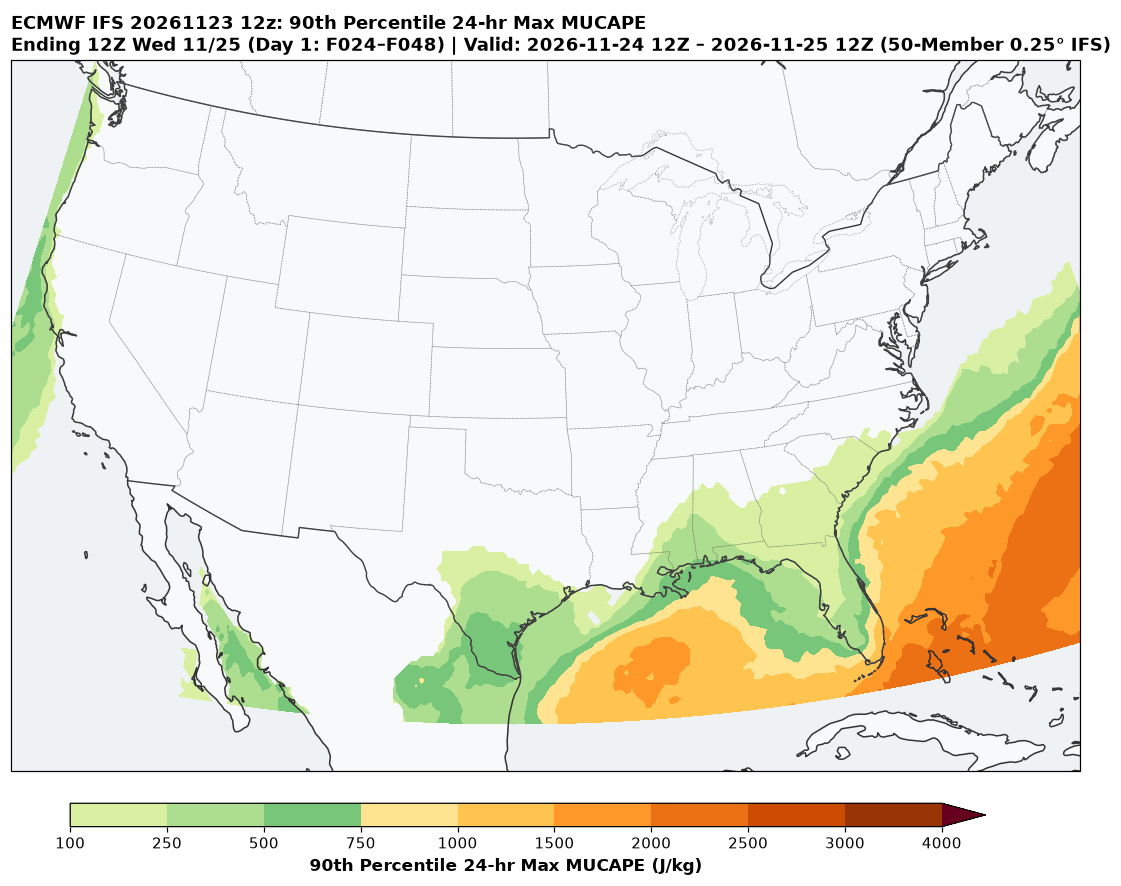 ECMWF IFS 20261123 12z: 90th Percentile 24-hr Max MUCAPE
Ending 12Z Wed 11/25 (Day 1: F024–F048) | Valid: 2026-11-24 12Z – 2026-11-25 12Z (50-Member 0.25° IFS)
100 250 500 750 1000 1500 2000 2500 3000 4000
90th Percentile 24-hr Max MUCAPE (J/kg)